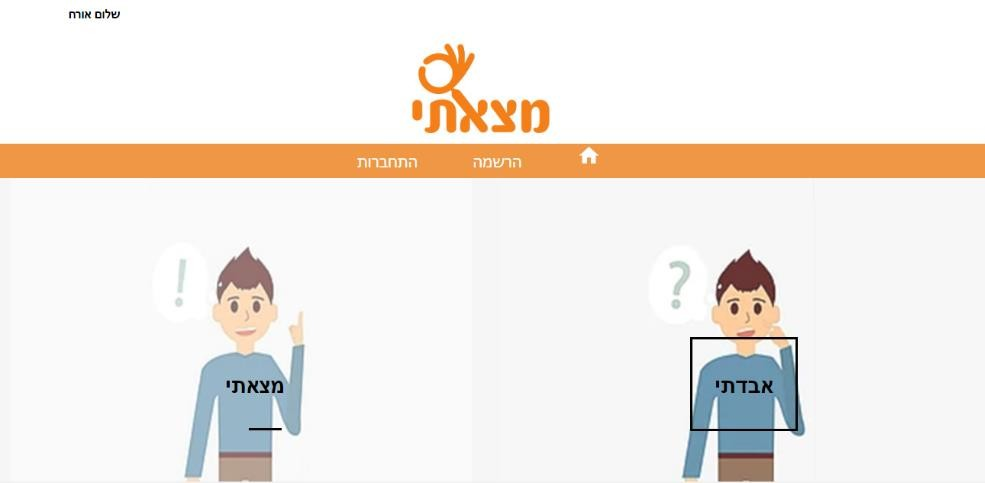 שלום אורח
מצאתי
הרשמה
התחברות
?
אבדתי
!
מצאתי